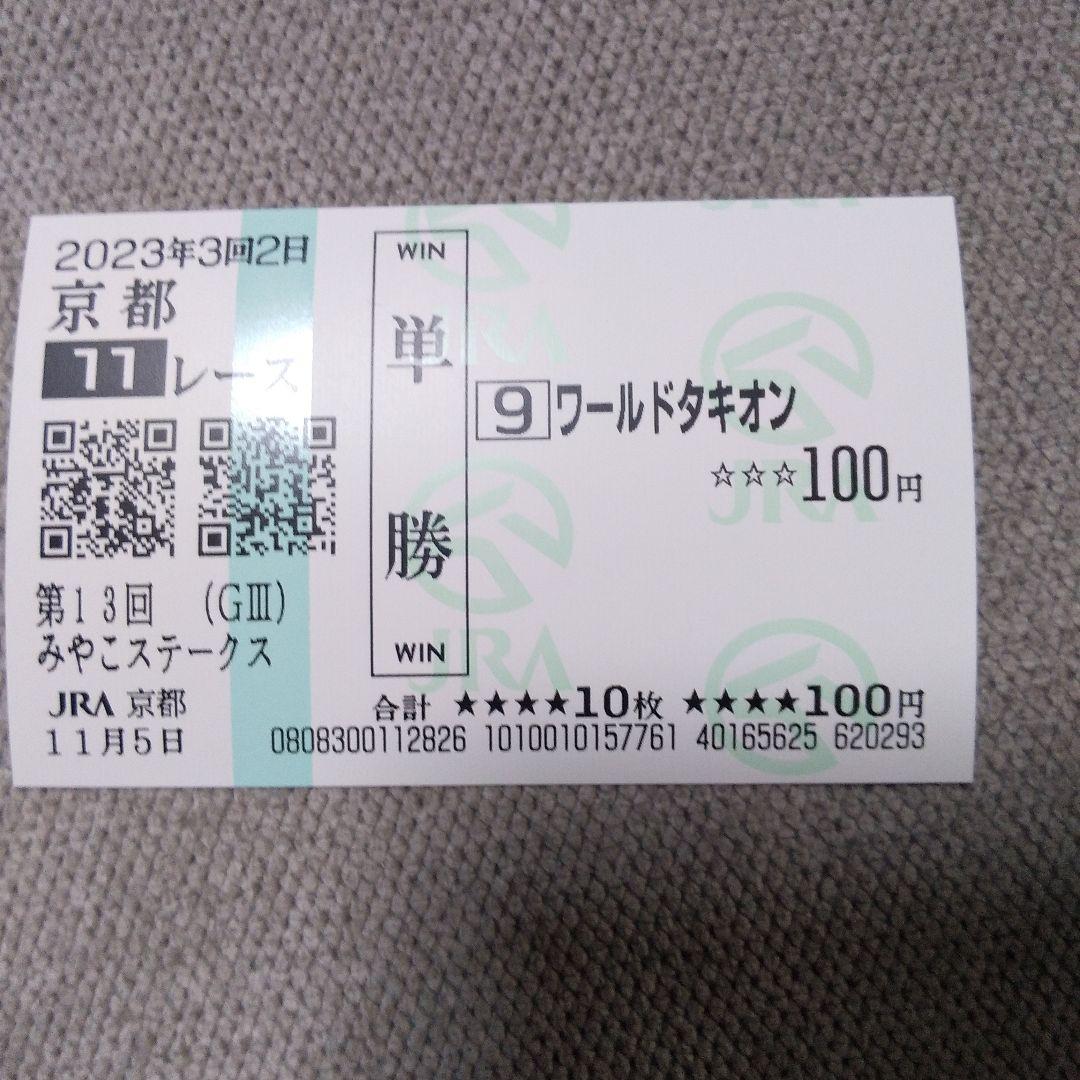 2023年3回2日
京都
11レース
第13回 (GⅢ)
みやこステークス
JRA 京都
11月5日
WIN
単勝
WIN
9 ワールドタキオン
☆☆☆100円
合計 ★★★★10枚 ★★★★100円
0808300112826 1010010157761 40165625 620293
JRA
JRA
JRA
JRA